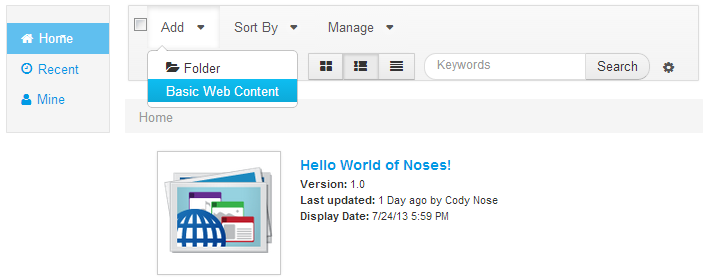 Home
Recent
Mine
Add Sort By Manage
Folder
Basic Web Content
Keywords Search
Home
Hello World of Noses!
Version: 1.0
Last updated: 1 Day ago by Cody Nose
Display Date: 7/24/13 5:59 PM